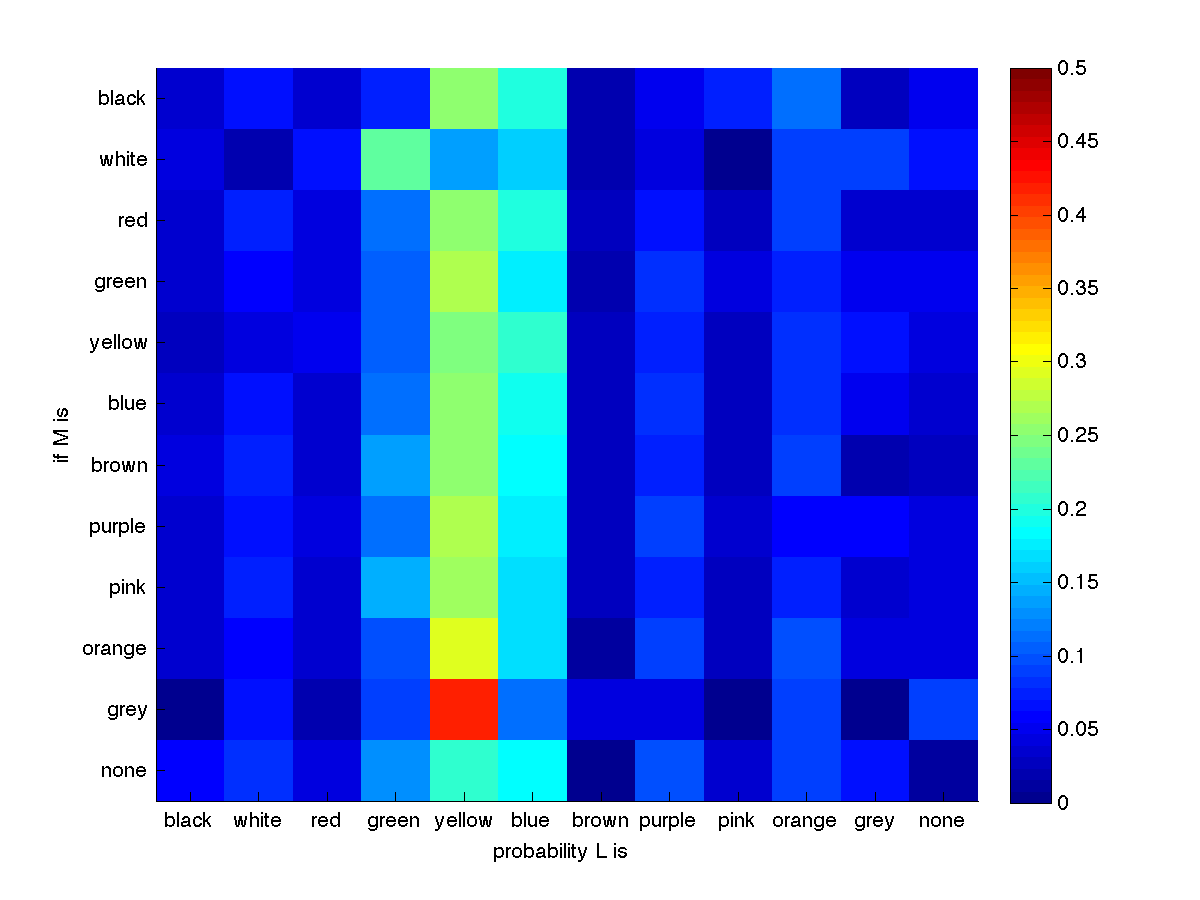 black
white
red
green
yellow
blue
brown
purple
pink
orange
grey
none
if M is
black white red green yellow blue brown purple pink orange grey none
probability L is
0.5
0.45
0.4
0.35
0.3
0.25
0.2
0.15
0.1
0.05
0